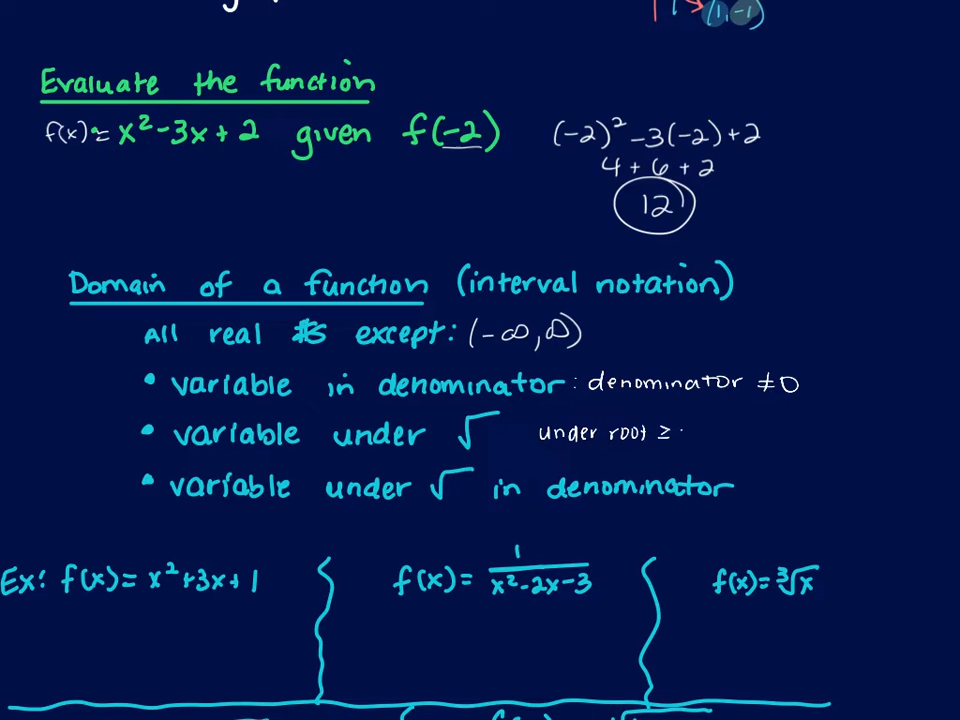 (1,-1)
Evaluate the function
f(x) = x² - 3x + 2 given f(-2) (-2)² - 3(-2) + 2
4 + 6 + 2
12
Domain of a function (interval notation)
All real #s except: (-∞, ∞)
• variable in denominator: denominator ≠ 0
• variable under √ under root ≥
• variable under √ in denominator
Ex: f(x) = x² + 3x + 1 f(x) = 1/(x² - 2x - 3) f(x) = ∛x